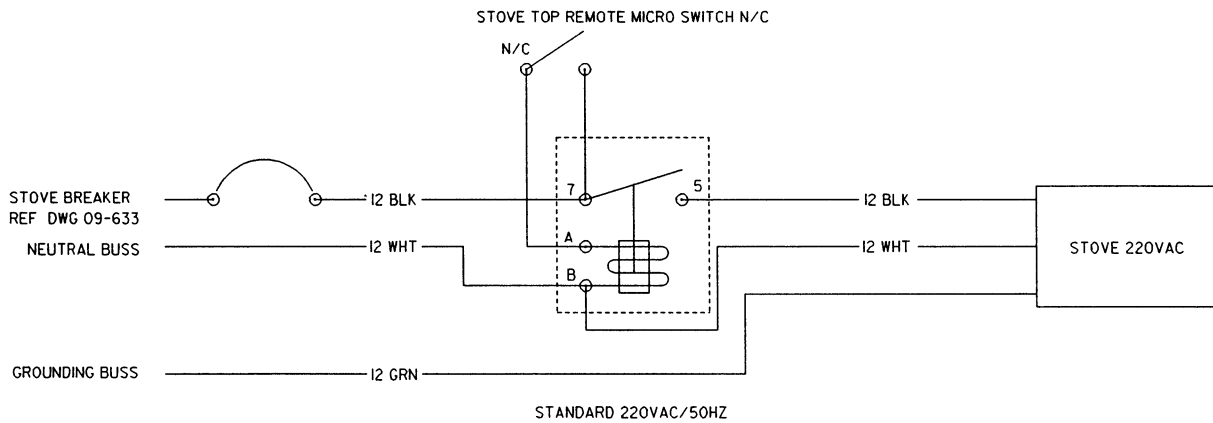 STOVE TOP REMOTE MICRO SWITCH N/C
N/C
STOVE BREAKER
REF DWG 09-633
12 BLK
7
5
12 BLK
NEUTRAL BUSS
12 WHT
A
12 WHT
STOVE 220VAC
B
GROUNDING BUSS
12 GRN
STANDARD 220VAC/50HZ